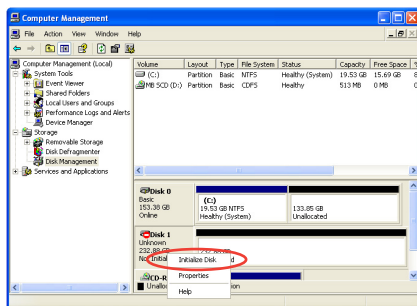 Computer Management
File Action View Window Help
Computer Management (Local)
System Tools
Event Viewer
Shared Folders
Local Users and Groups
Performance Logs and Alerts
Device Manager
Storage
Removable Storage
Disk Defragmenter
Disk Management
Services and Applications
Volume Layout Type File System Status Capacity Free Space
(C:) Partition Basic NTFS Healthy (System) 19.53 GB 15.69 GB
MB SCD (D:) Partition Basic CDFS Healthy 513 MB 0 MB
Disk 0
Basic
153.38 GB
Online
(C:)
19.53 GB NTFS
Healthy (System)
133.85 GB
Unallocated
Disk 1
Unknown
232.88 GB
Not Initial
Initialize Disk
Properties
Help
CD-R
Unalloc